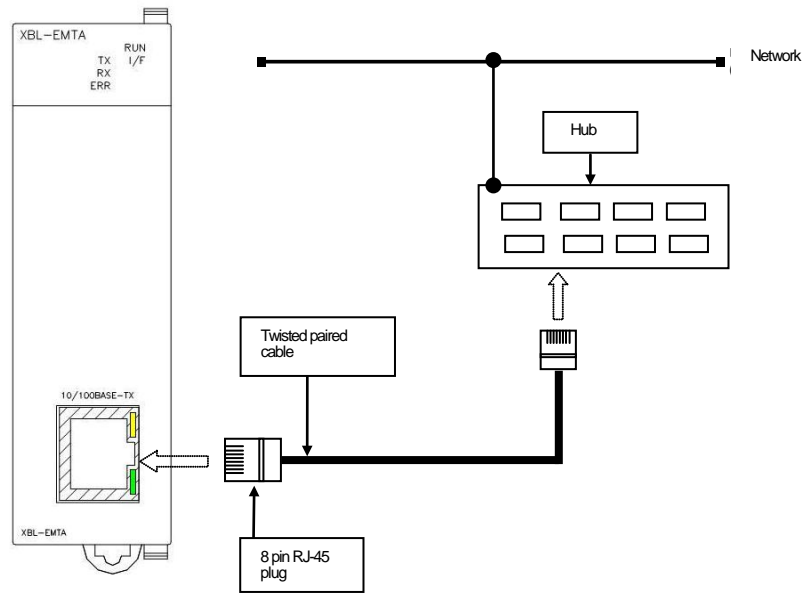 XBL-EMTA
RUN
TX I/F
RX
ERR
Network
Hub
Twisted paired
cable
10/100BASE-TX
8 pin RJ-45
plug
XBL-EMTA